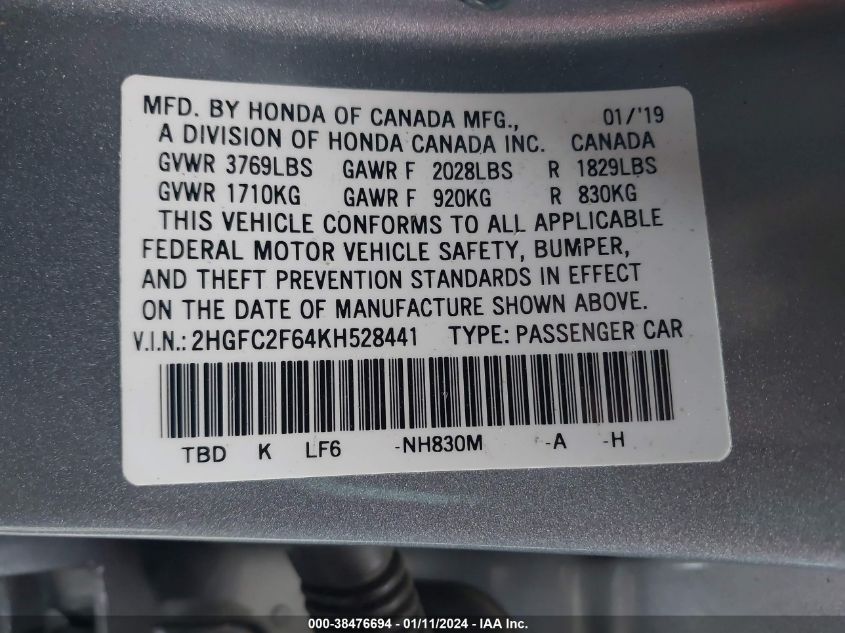 MFD. BY HONDA OF CANADA MFG., 01/'19
A DIVISION OF HONDA CANADA INC. CANADA
GVWR 3769LBS GAWR F 2028LBS R 1829LBS
GVWR 1710KG GAWR F 920KG R 830KG
THIS VEHICLE CONFORMS TO ALL APPLICABLE
FEDERAL MOTOR VEHICLE SAFETY, BUMPER,
AND THEFT PREVENTION STANDARDS IN EFFECT
ON THE DATE OF MANUFACTURE SHOWN ABOVE.
V.I.N.: 2HGFC2F64KH528441 TYPE: PASSENGER CAR
TBD K LF6 -NH830M -A -H
000-38476694 - 01/11/2024 - IAA Inc.